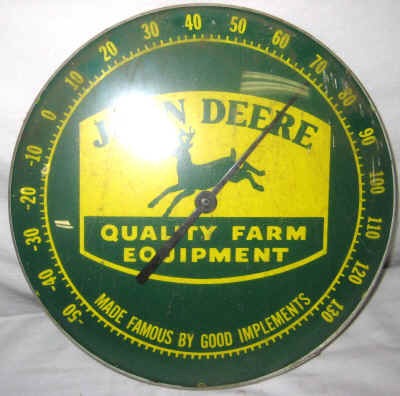 -50 -40 -30 -20 -10 0 10 20 30 40 50 60 70 80 90 100 110 120 130
JOHN DEERE
QUALITY FARM
EQUIPMENT
MADE FAMOUS BY GOOD IMPLEMENTS